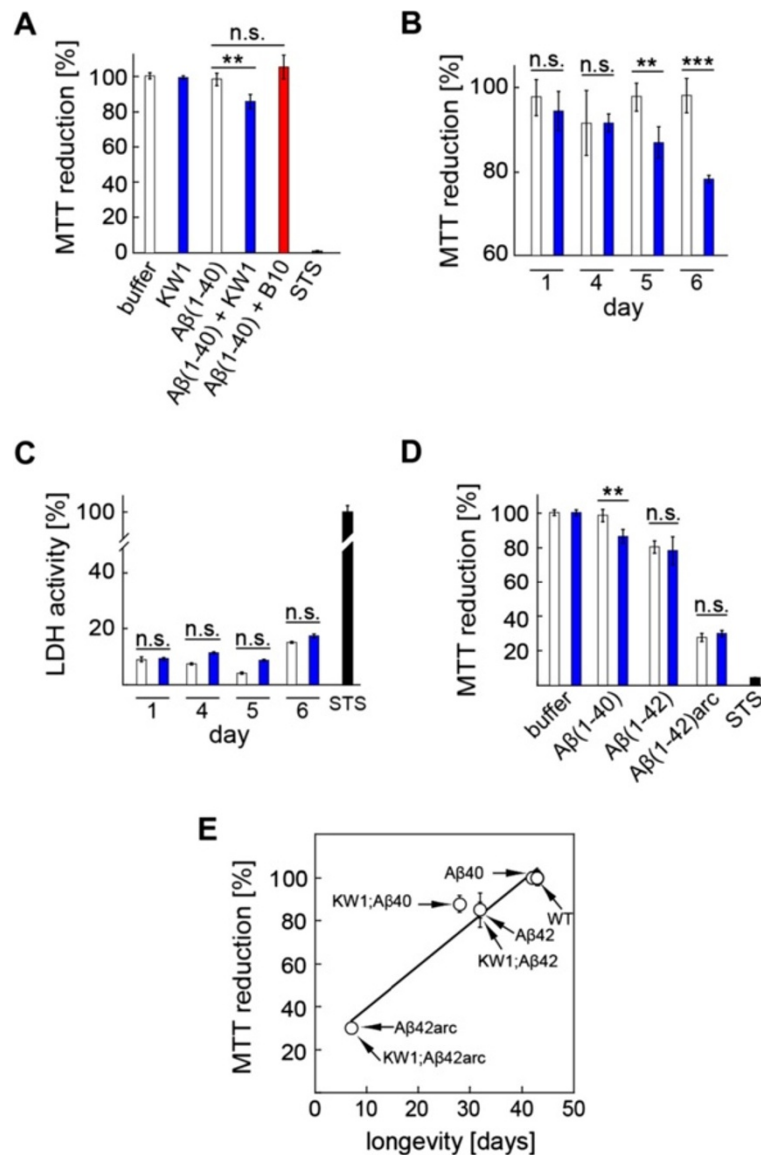 A
MTT reduction [%]
100
80
60
40
20
0
n.s.
**
buffer
KW1
Aβ(1-40)
Aβ(1-40) + KW1
Aβ(1-40) + B10
STS
B
MTT reduction [%]
100
80
60
n.s.
n.s.
**
***
1
4
5
6
day
C
LDH activity [%]
100
40
20
n.s.
n.s.
n.s.
n.s.
1
4
5
6
STS
day
D
MTT reduction [%]
100
80
60
40
20
**
n.s.
n.s.
buffer
Aβ(1-40)
Aβ(1-42)
Aβ(1-42)arc
STS
E
MTT reduction [%]
100
80
60
40
20
Aβ40
KW1;Aβ40
WT
Aβ42
KW1;Aβ42
Aβ42arc
KW1;Aβ42arc
0 10 20 30 40 50
longevity [days]